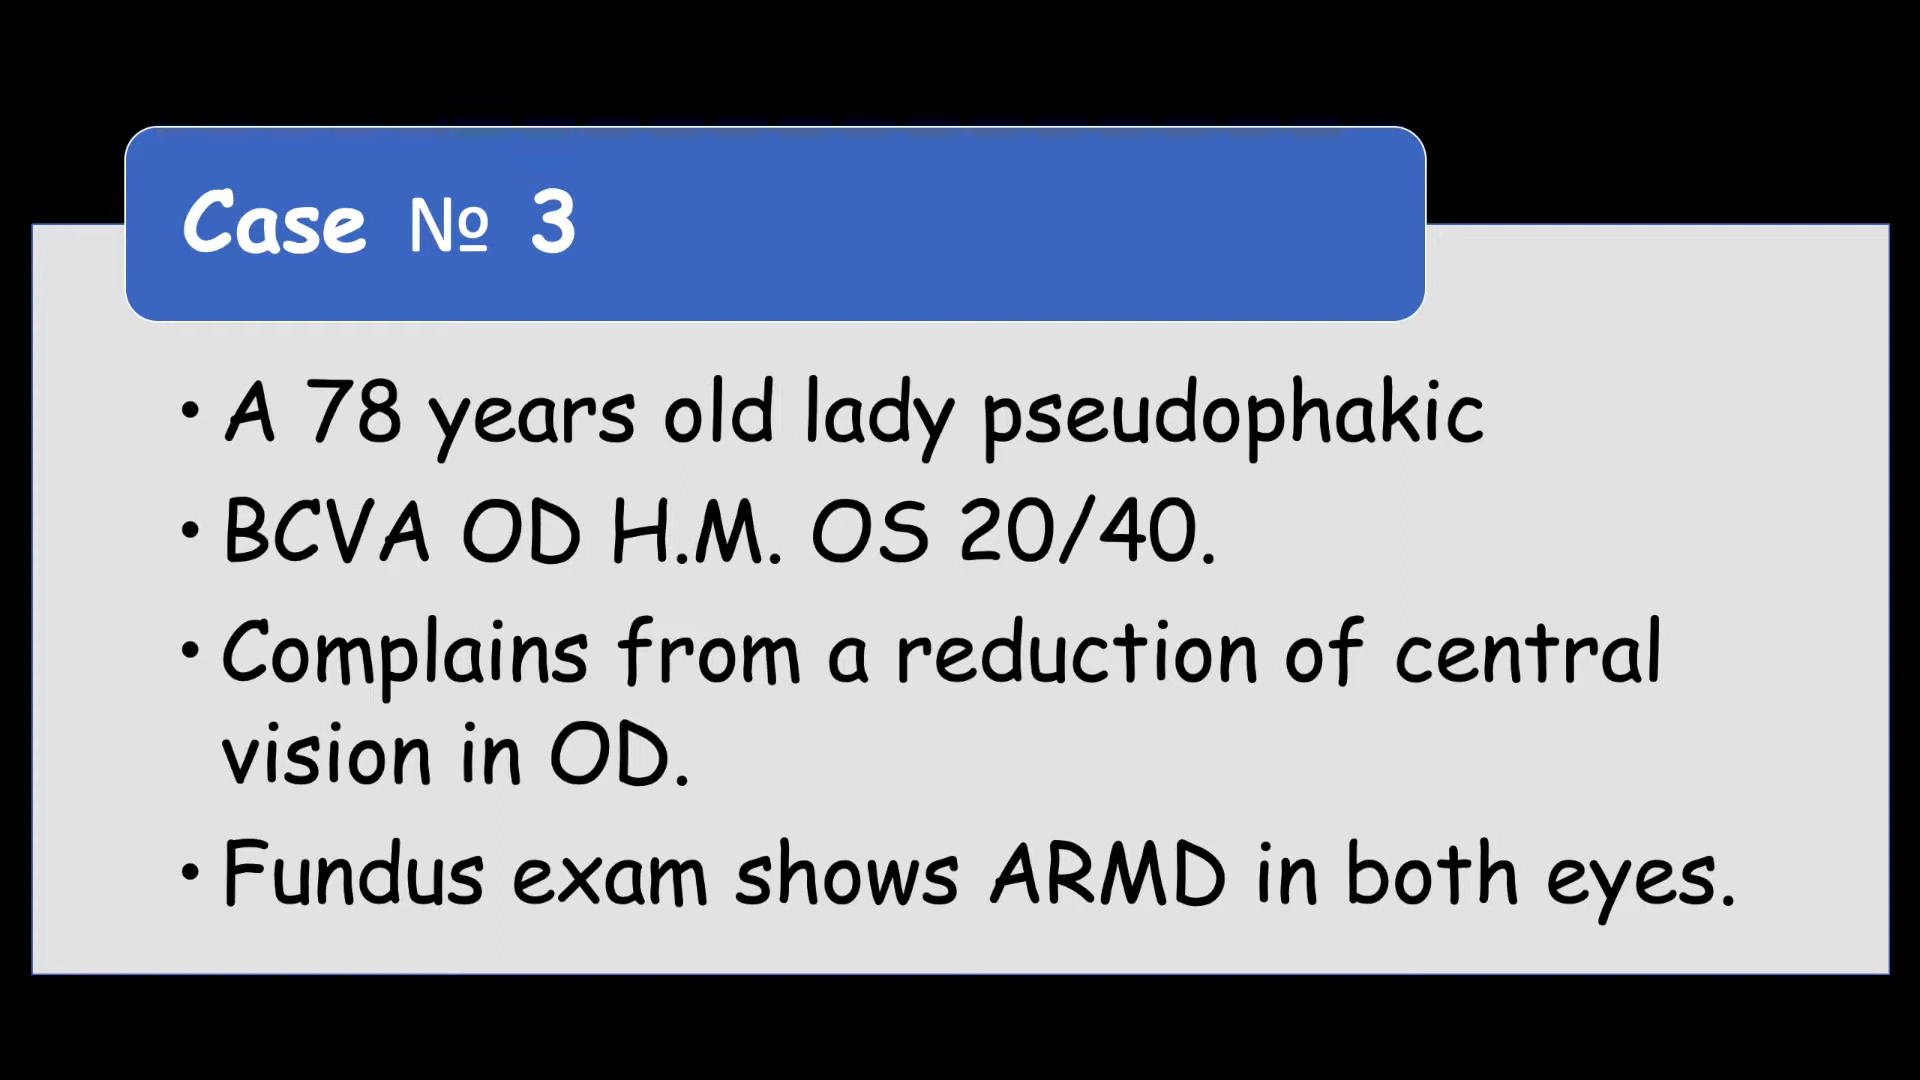 Case № 3
• A 78 years old lady pseudophakic
• BCVA OD H.M. OS 20/40.
• Complains from a reduction of central
vision in OD.
• Fundus exam shows ARMD in both eyes.